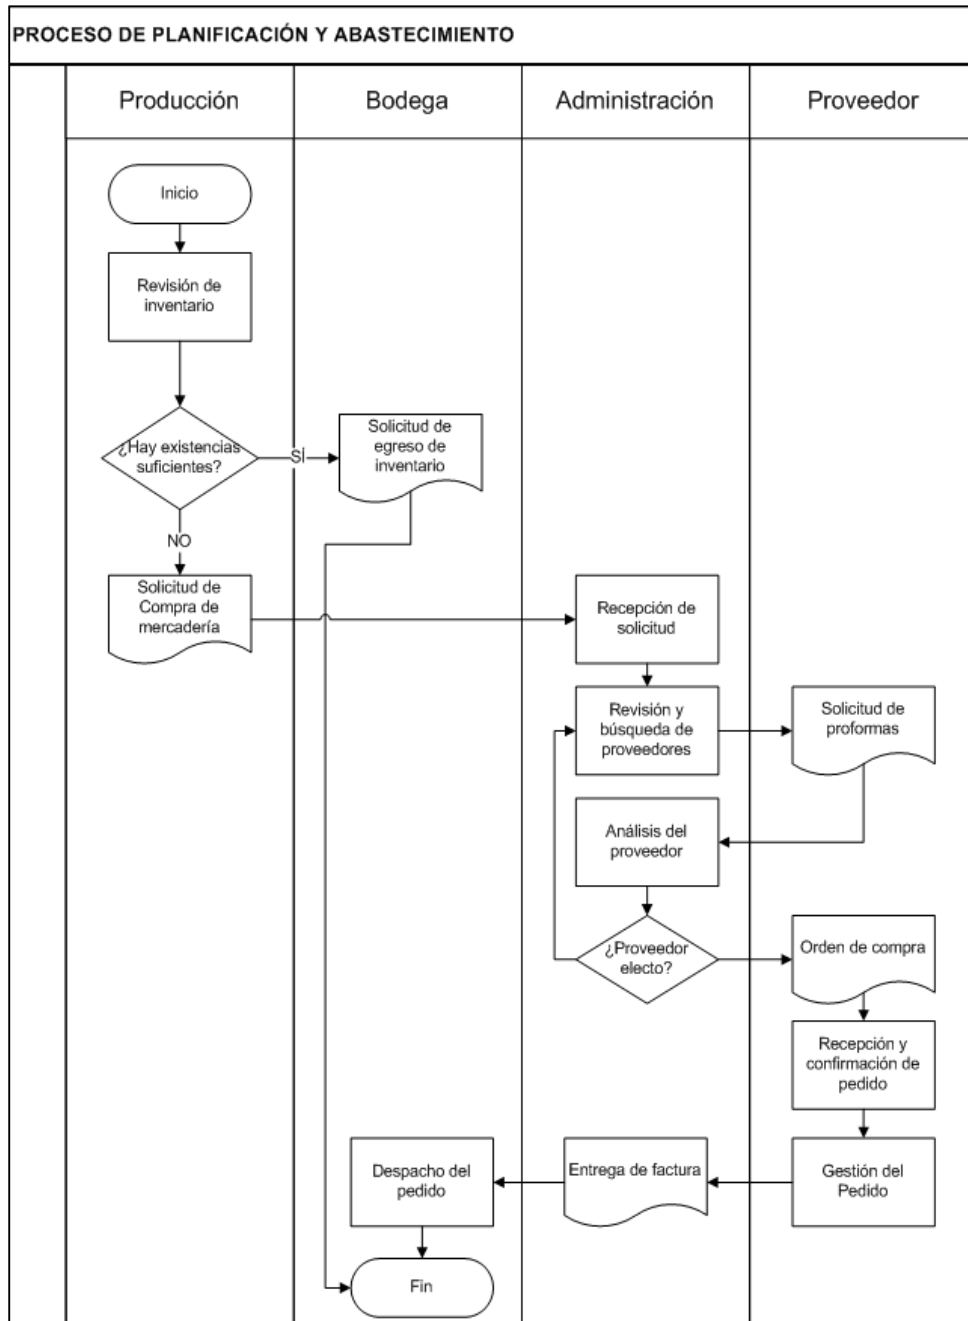 PROCESO DE PLANIFICACIÓN Y ABASTECIMIENTO
Producción
Bodega
Administración
Proveedor
Inicio
Revisión de
inventario
¿Hay existencias
suficientes?
SÍ
Solicitud de
egreso de
inventario
NO
Solicitud de
Compra de
mercadería
Recepción de
solicitud
Revisión y
búsqueda de
proveedores
Solicitud de
proformas
Análisis del
proveedor
¿Proveedor
electo?
Orden de compra
Recepción y
confirmación de
pedido
Despacho del
pedido
Entrega de factura
Gestión del
Pedido
Fin